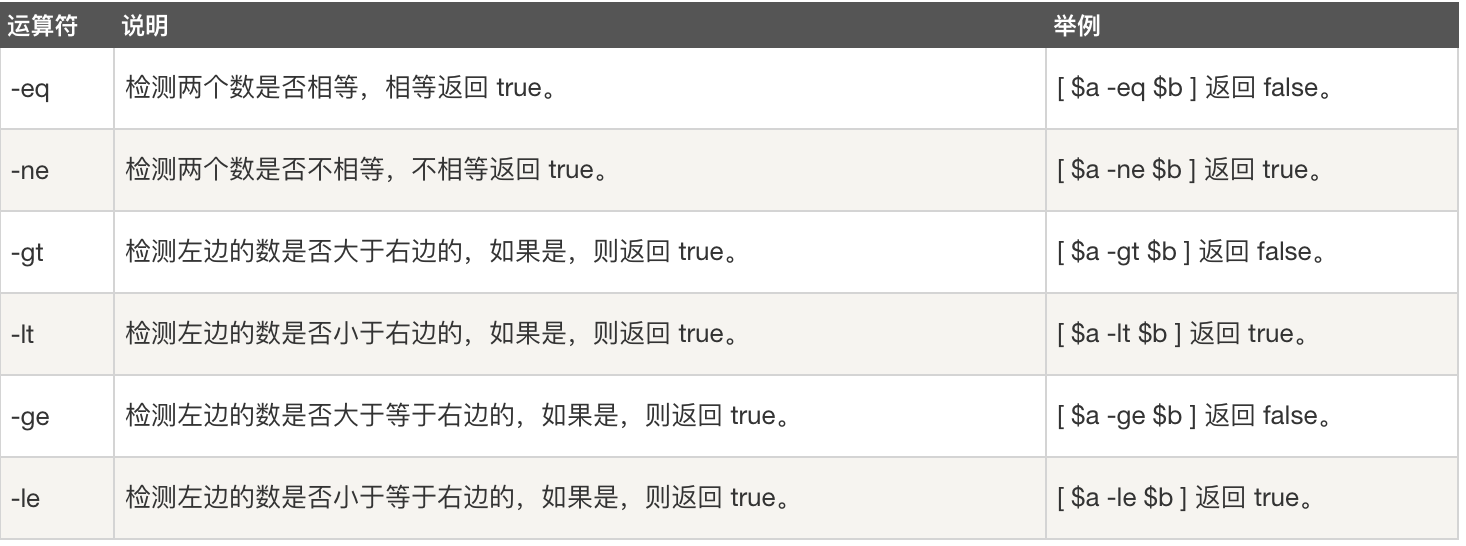 运算符 说明 举例
-eq 检测两个数是否相等，相等返回 true。 [ $a -eq $b ] 返回 false。
-ne 检测两个数是否不相等，不相等返回 true。 [ $a -ne $b ] 返回 true。
-gt 检测左边的数是否大于右边的，如果是，则返回 true。 [ $a -gt $b ] 返回 false。
-lt 检测左边的数是否小于右边的，如果是，则返回 true。 [ $a -lt $b ] 返回 true。
-ge 检测左边的数是否大于等于右边的，如果是，则返回 true。 [ $a -ge $b ] 返回 false。
-le 检测左边的数是否小于等于右边的，如果是，则返回 true。 [ $a -le $b ] 返回 true。